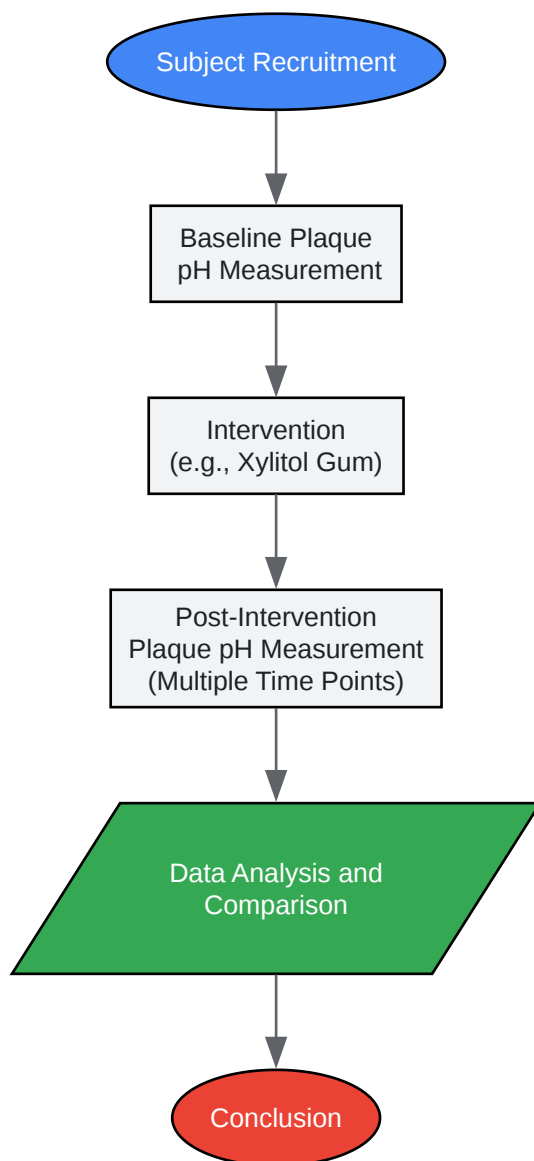 Subject Recruitment
Baseline Plaque
pH Measurement
Intervention
(e.g., Xylitol Gum)
Post-Intervention
Plaque pH Measurement
(Multiple Time Points)
Data Analysis and
Comparison
Conclusion